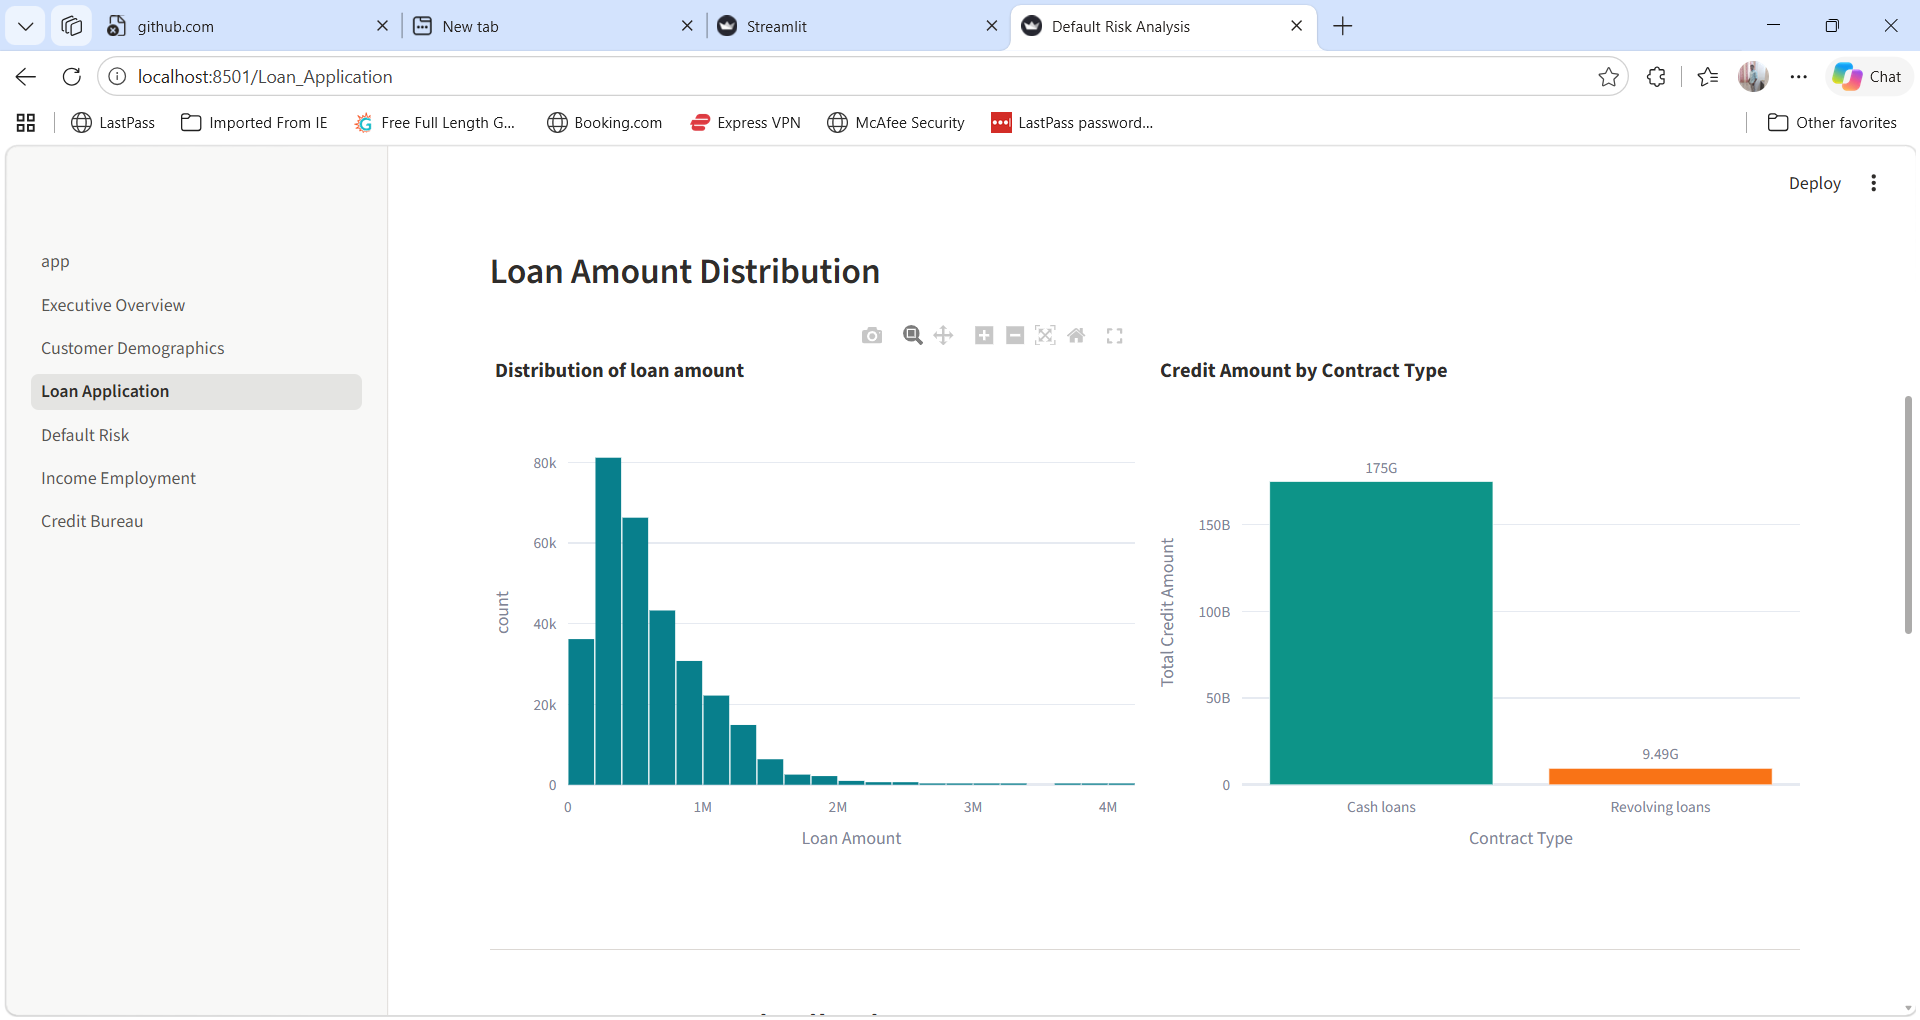 github.com
New tab
Streamlit
Default Risk Analysis
localhost:8501/Loan_Application
Chat
LastPass
Imported From IE
Free Full Length G...
Booking.com
Express VPN
McAfee Security
LastPass password...
Other favorites
Deploy
app
Executive Overview
Customer Demographics
Loan Application
Default Risk
Income Employment
Credit Bureau
Loan Amount Distribution
Distribution of loan amount
80k
60k
40k
20k
0
count
0
1M
2M
3M
4M
Loan Amount
Credit Amount by Contract Type
175G
9.49G
150B
100B
50B
0
Total Credit Amount
Cash loans
Revolving loans
Contract Type